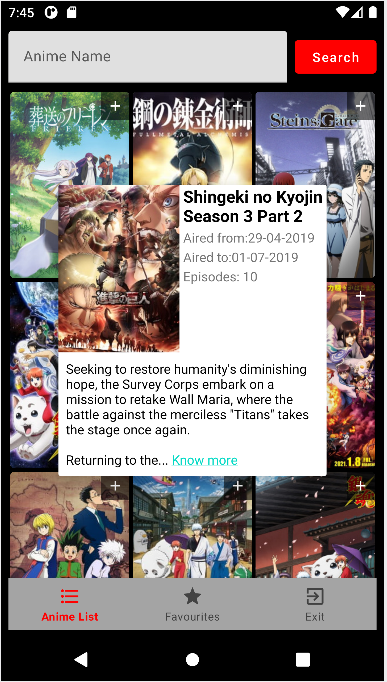 7:45
Anime Name
Search
葬送のフリーレン
FRIEREN
鋼の錬金術師
FULLMETAL ALCHEMIST
Steins;Gate
Shingeki no Kyojin
Season 3 Part 2
Aired from:29-04-2019
Aired to:01-07-2019
Episodes: 10
進撃の巨人
Seeking to restore humanity's diminishing
hope, the Survey Corps embark on a
mission to retake Wall Maria, where the
battle against the merciless "Titans" takes
the stage once again.
Returning to the... Know more
2021.1.8
Anime List
Favourites
Exit